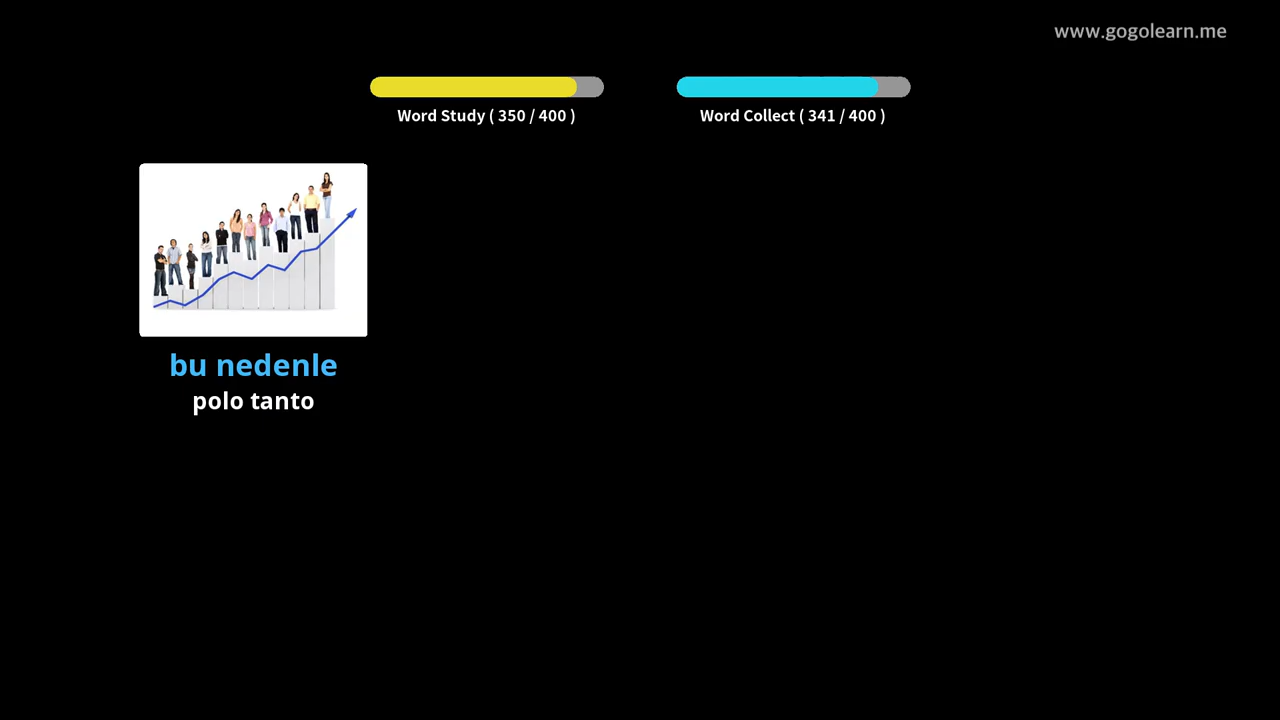 www.gogolearn.me
Word Study ( 350 / 400 )
Word Collect ( 341 / 400 )
bu nedenle
polo tanto